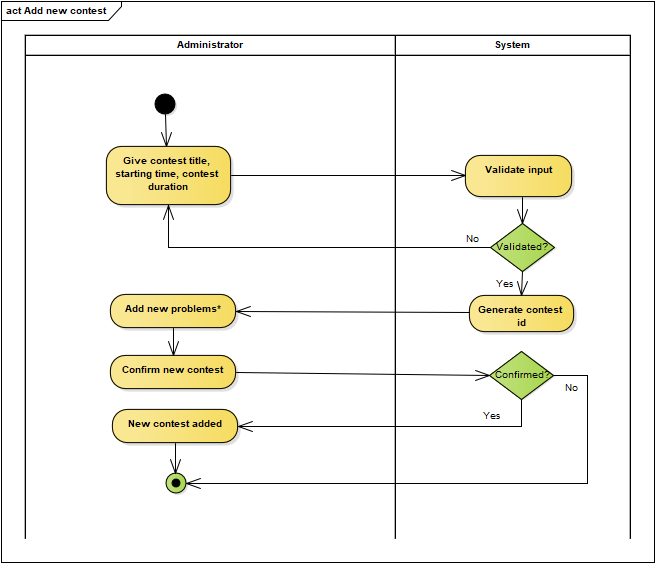 act Add new contest
Administrator
System
Give contest title,
starting time, contest
duration
Validate input
No
Validated?
Yes
Add new problems*
Generate contest
id
Confirm new contest
Confirmed?
No
Yes
New contest added